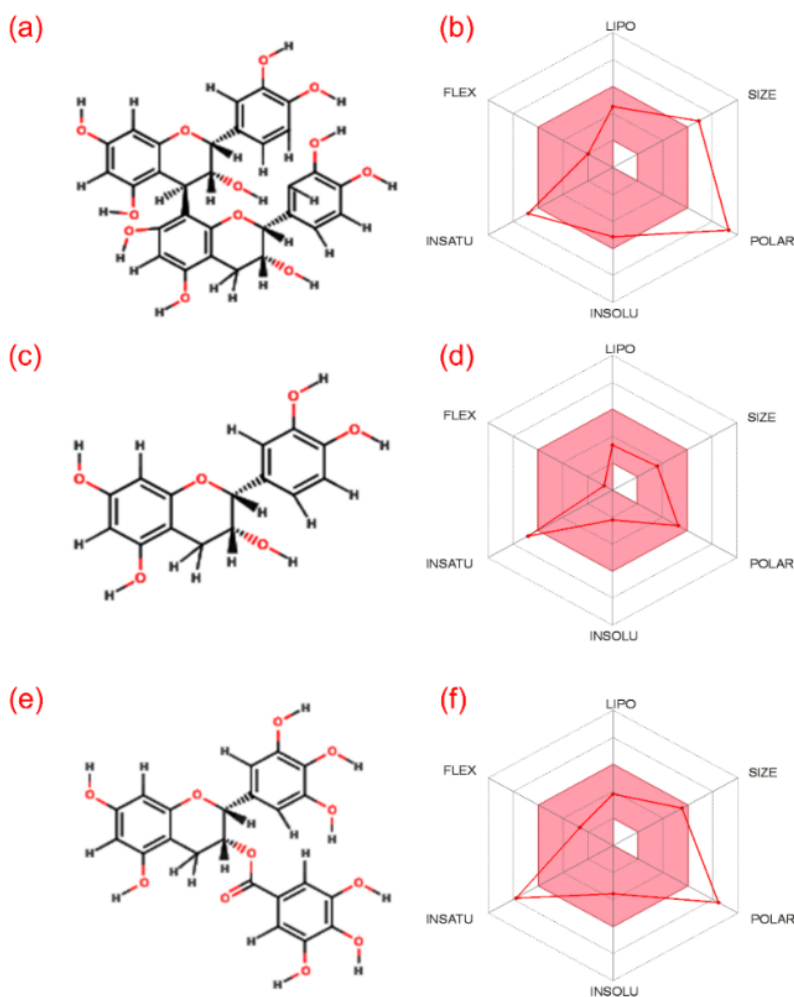 (a)
(b)
LIPO
FLEX
SIZE
INSATU
POLAR
INSOLU
H H H H O O H H H O O H H H H O H H O O H H O H H O O H H O H H H O H H H O H H
(c)
(d)
LIPO
FLEX
SIZE
INSATU
POLAR
INSOLU
H O H H H O H O O H H H H O H H H O H
(e)
(f)
LIPO
FLEX
SIZE
INSATU
POLAR
INSOLU
H O H H H O H O O H H H O H H H O H O H O H O H H O O H H